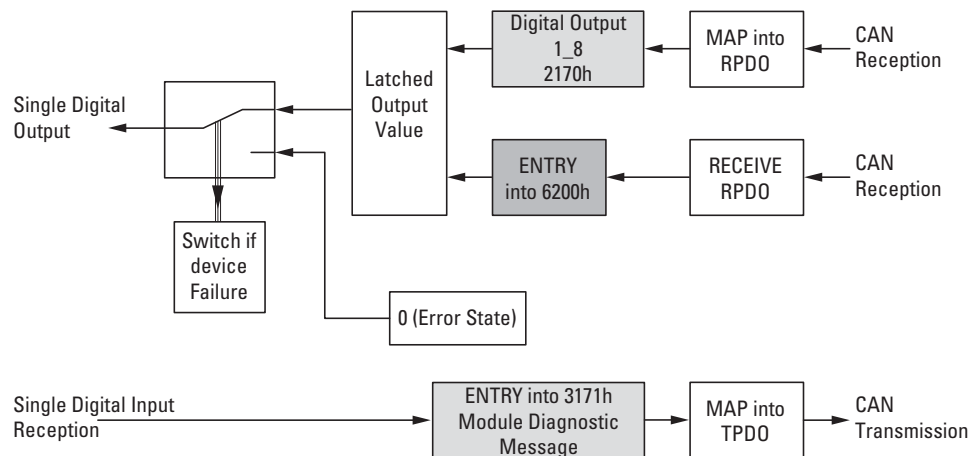 Digital Output
1_8
2170h
MAP into
RPDO
CAN
Reception
Latched
Output
Value
Single Digital
Output
ENTRY
into 6200h
RECEIVE
RPDO
CAN
Reception
Switch if
device
Failure
0 (Error State)
Single Digital Input
Reception
ENTRY into 3171h
Module Diagnostic
Message
MAP into
TPDO
CAN
Transmission